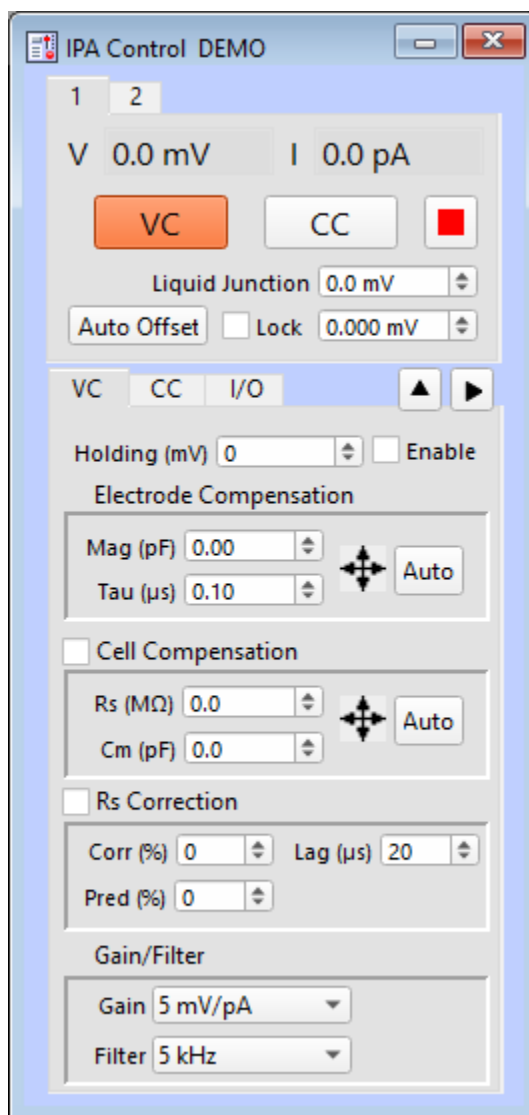 IPA Control DEMO
1 2
V 0.0 mV I 0.0 pA
VC CC
Liquid Junction 0.0 mV
Auto Offset Lock 0.000 mV
VC CC I/O
Holding (mV) 0 Enable
Electrode Compensation
Mag (pF) 0.00
Auto
Tau (µs) 0.10
Cell Compensation
Rs (MΩ) 0.0
Auto
Cm (pF) 0.0
Rs Correction
Corr (%) 0 Lag (µs) 20
Pred (%) 0
Gain/Filter
Gain 5 mV/pA
Filter 5 kHz